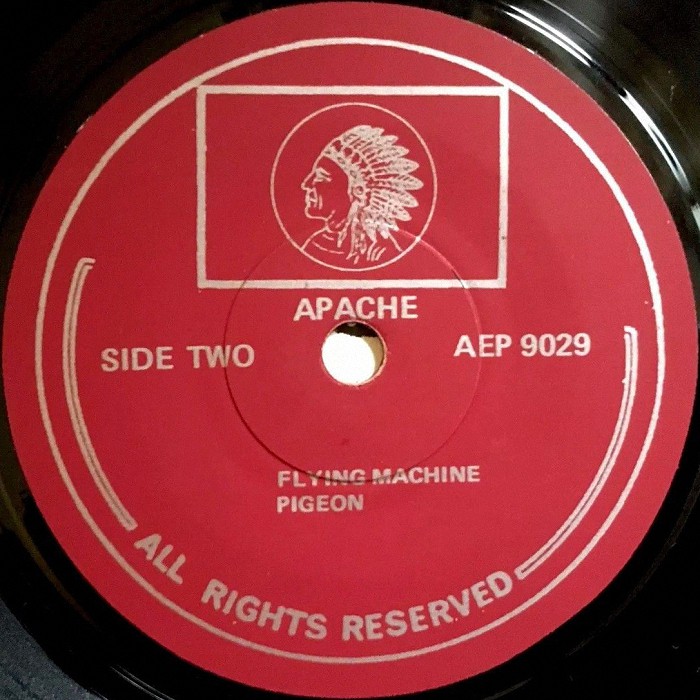 APACHE
SIDE TWO
AEP 9029
FLYING MACHINE
PIGEON
ALL RIGHTS RESERVED